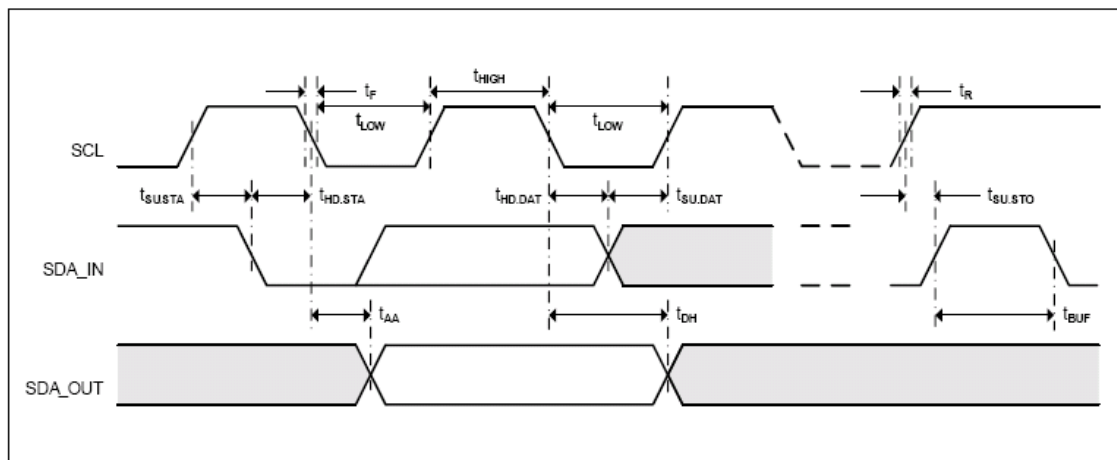 tHIGH
tF
tR
tLOW
tLOW
SCL
tSU.STA
tHD.STA
tHD.DAT
tSU.DAT
tSU.STO
SDA_IN
tAA
tDH
tBUF
SDA_OUT